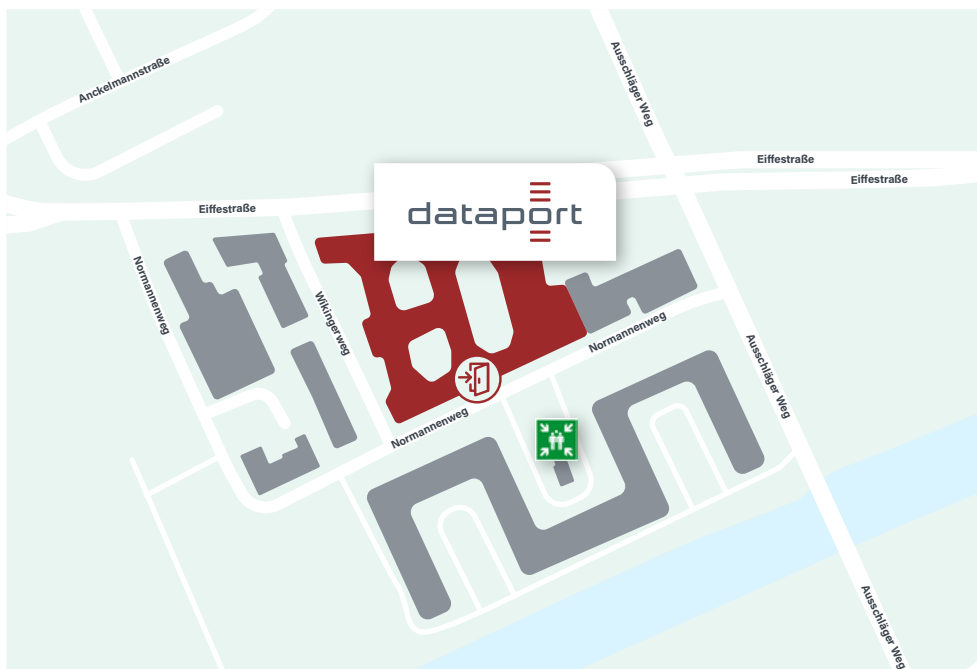 Ausschläger Weg
Anckelmannstraße
Eiffestraße
Eiffestraße
Eiffestraße
dataport
Normannenweg
Wikingerweg
Normannenweg
Ausschläger Weg
Normannenweg
Ausschläger Weg